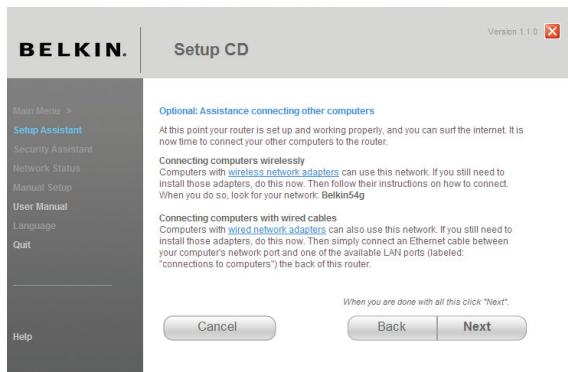 Version 1.1.0
BELKIN.
Setup CD
Main Menu >
Setup Assistant
Security Assistant
Network Status
Manual Setup
User Manual
Language
Quit
Help
Optional: Assistance connecting other computers
At this point your router is set up and working properly, and you can surf the internet. It is
now time to connect your other computers to the router.
Connecting computers wirelessly
Computers with wireless network adapters can use this network. If you still need to
install those adapters, do this now. Then follow their instructions on how to connect.
When you do so, look for your network: Belkin54g
Connecting computers with wired cables
Computers with wired network adapters can also use this network. If you still need to
install those adapters, do this now. Then simply connect an Ethernet cable between
your computer's network port and one of the available LAN ports (labeled:
"connections to computers") the back of this router.
When you are done with all this click "Next".
Cancel
Back
Next